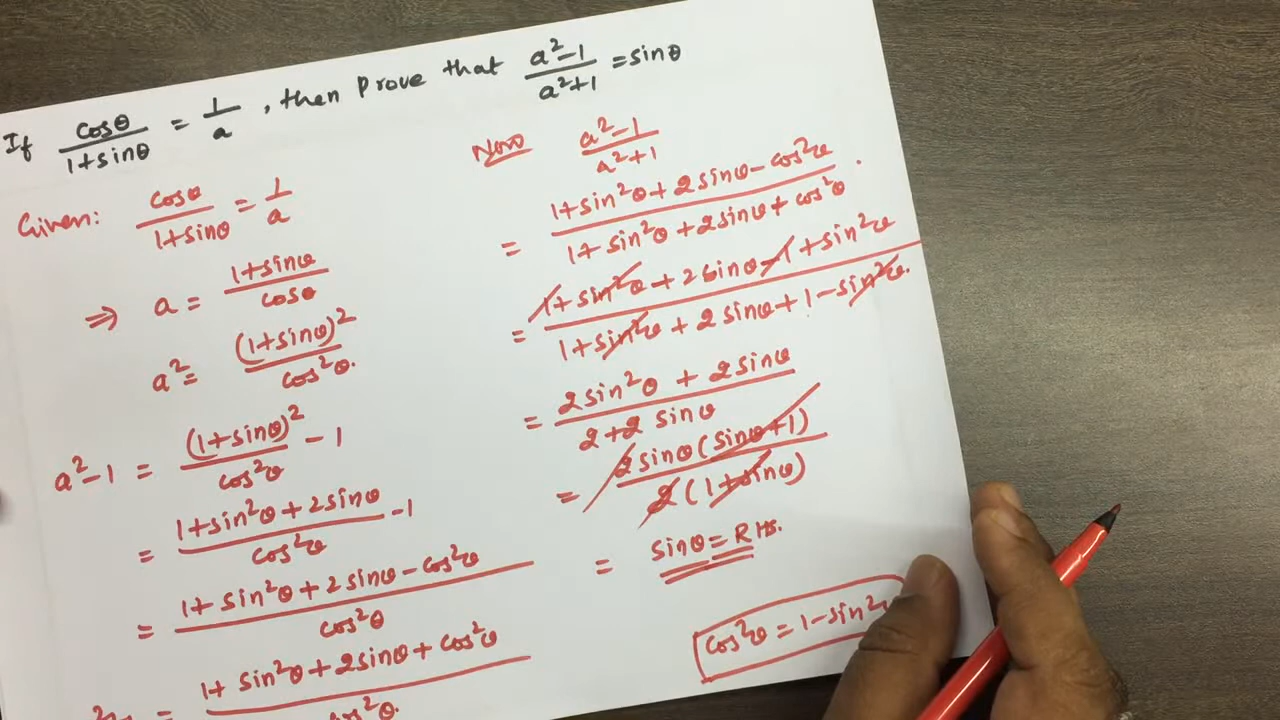 If cosθ/1+sinθ = 1/a, then prove that a²-1/a²+1 = sinθ
Given: cosθ/1+sinθ = 1/a
⇒ a = 1+sinθ/cosθ
a² = (1+sinθ)²/cos²θ.
a²-1 = (1+sinθ)²/cos²θ - 1
= 1+sin²θ+2sinθ/cos²θ - 1
= 1+sin²θ+2sinθ-cos²θ/cos²θ
= 1+sin²θ+2sinθ+cos²θ/cos²θ.
Now a²-1/a²+1
= 1+sin²θ+2sinθ-cos²θ/1+sin²θ+2sinθ+cos²θ.
= 1+sin²θ+2sinθ-1+sin²θ/1+sin²θ+2sinθ+1-sin²θ.
= 2sin²θ+2sinθ/2+2sinθ
= 2sinθ(sinθ+1)/2(1+sinθ)
= sinθ = RHS.
cos²θ = 1-sin²